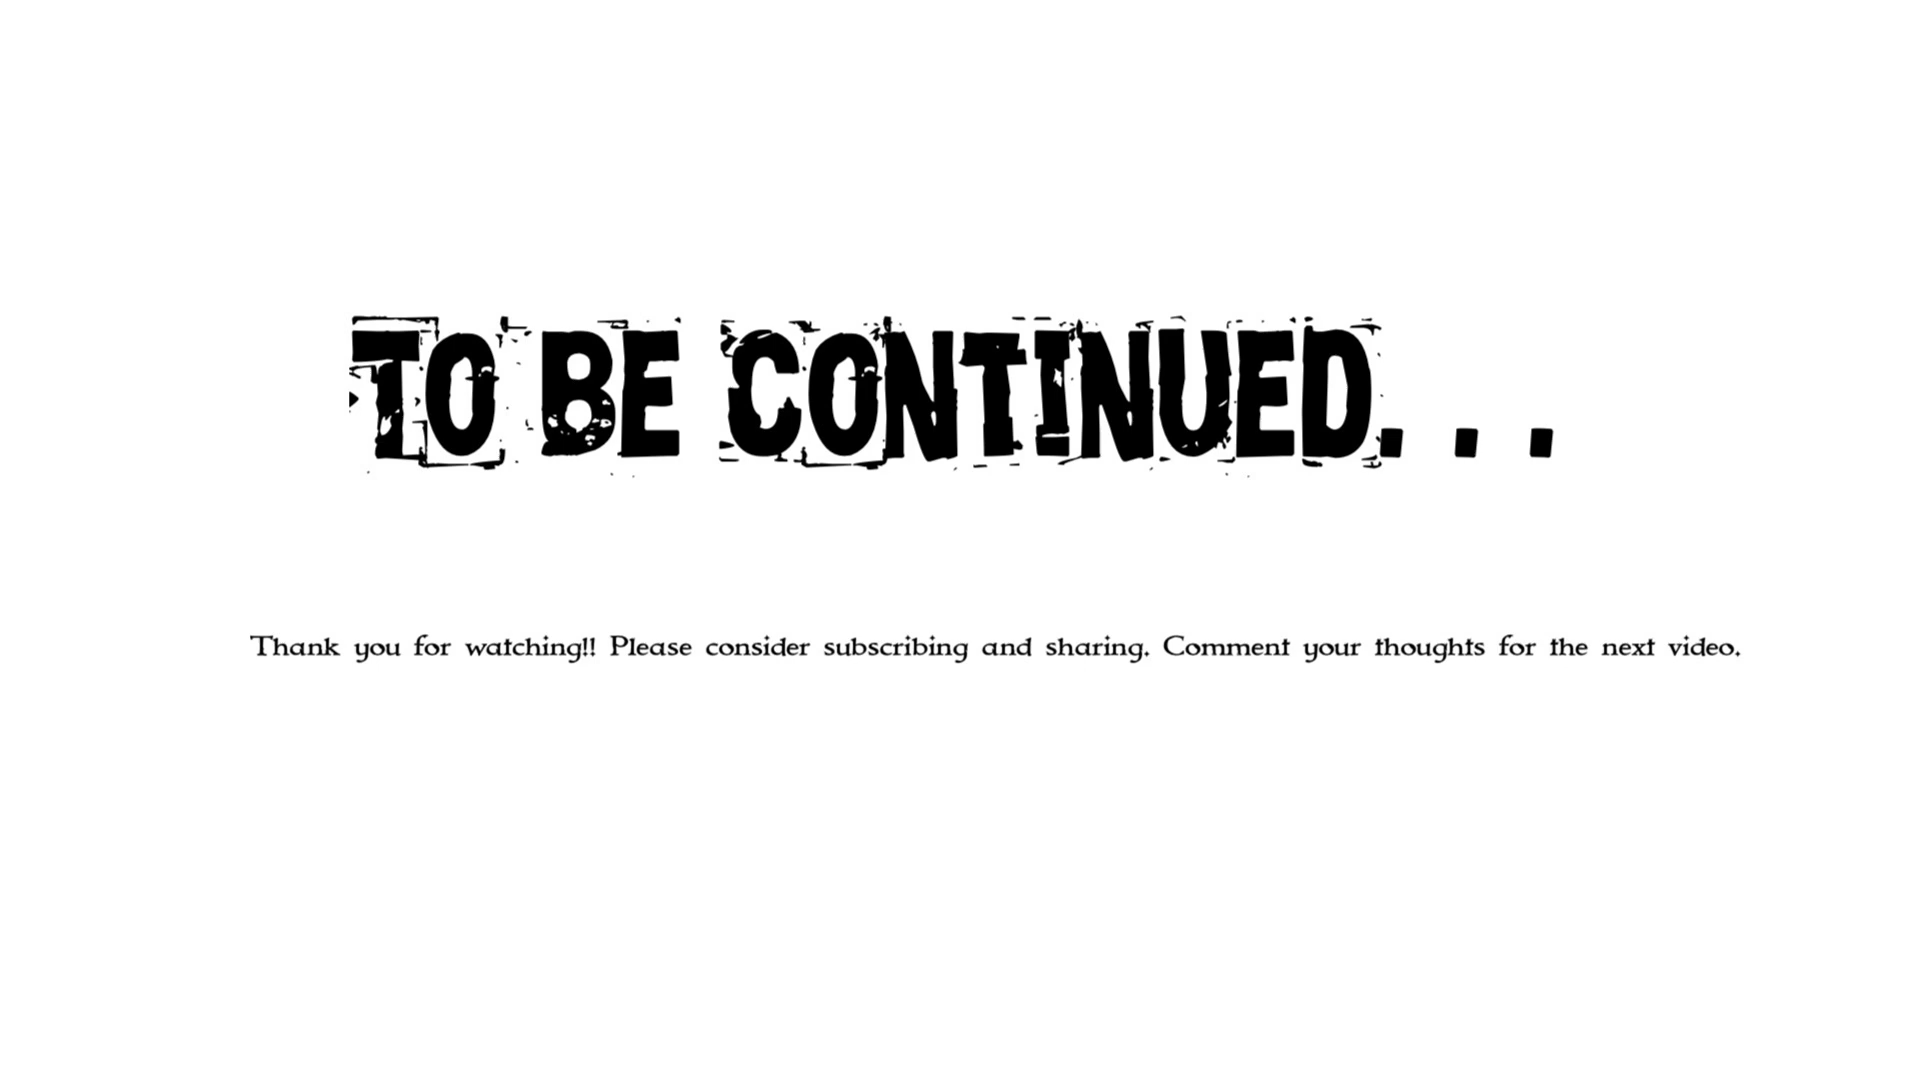 TO BE CONTINUED. . .
Thank you for watching!! Please consider subscribing and sharing. Comment your thoughts for the next video.